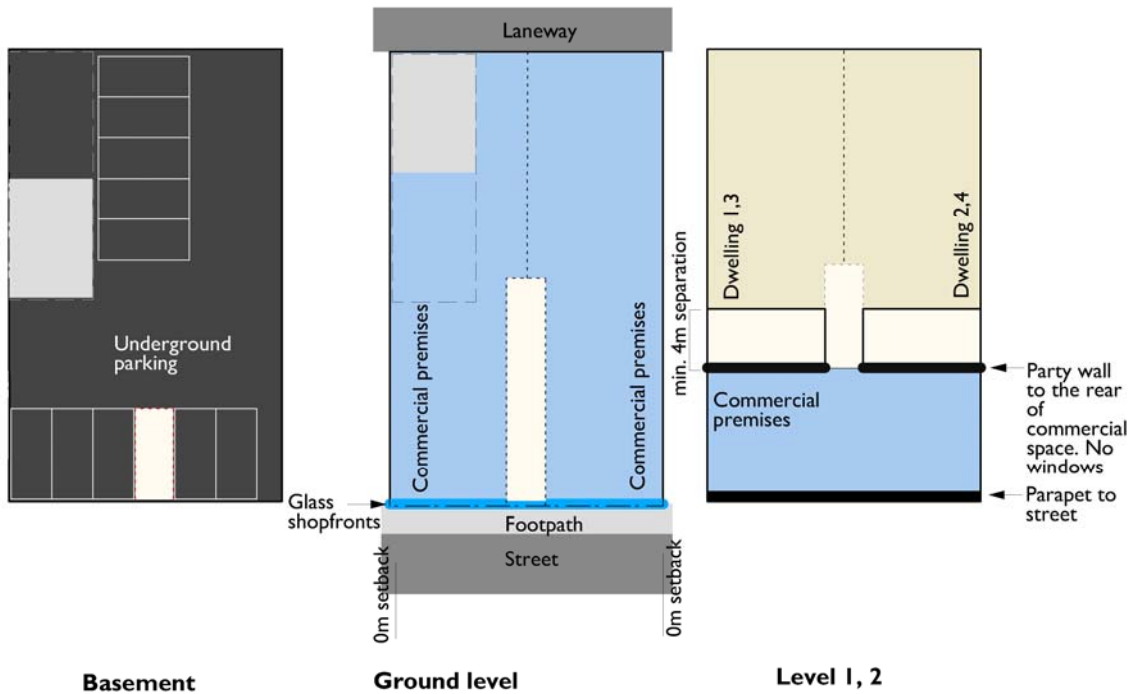 Laneway
Underground
parking
Commercial premises
Commercial premises
Glass
shopfronts
Footpath
Street
0m setback
0m setback
Dwelling 1,3
Dwelling 2,4
min. 4m separation
Commercial
premises
Party wall
to the rear
of
commercial
space. No
windows
Parapet to
street
Basement
Ground level
Level 1, 2